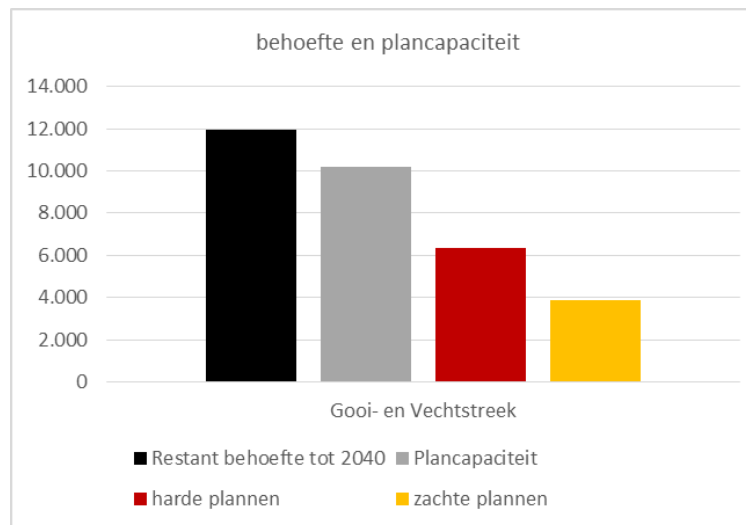 behoefte en plancapaciteit
14.000
12.000
10.000
8.000
6.000
4.000
2.000
0
Gooi- en Vechtstreek
Restant behoefte tot 2040 Plancapaciteit
harde plannen zachte plannen